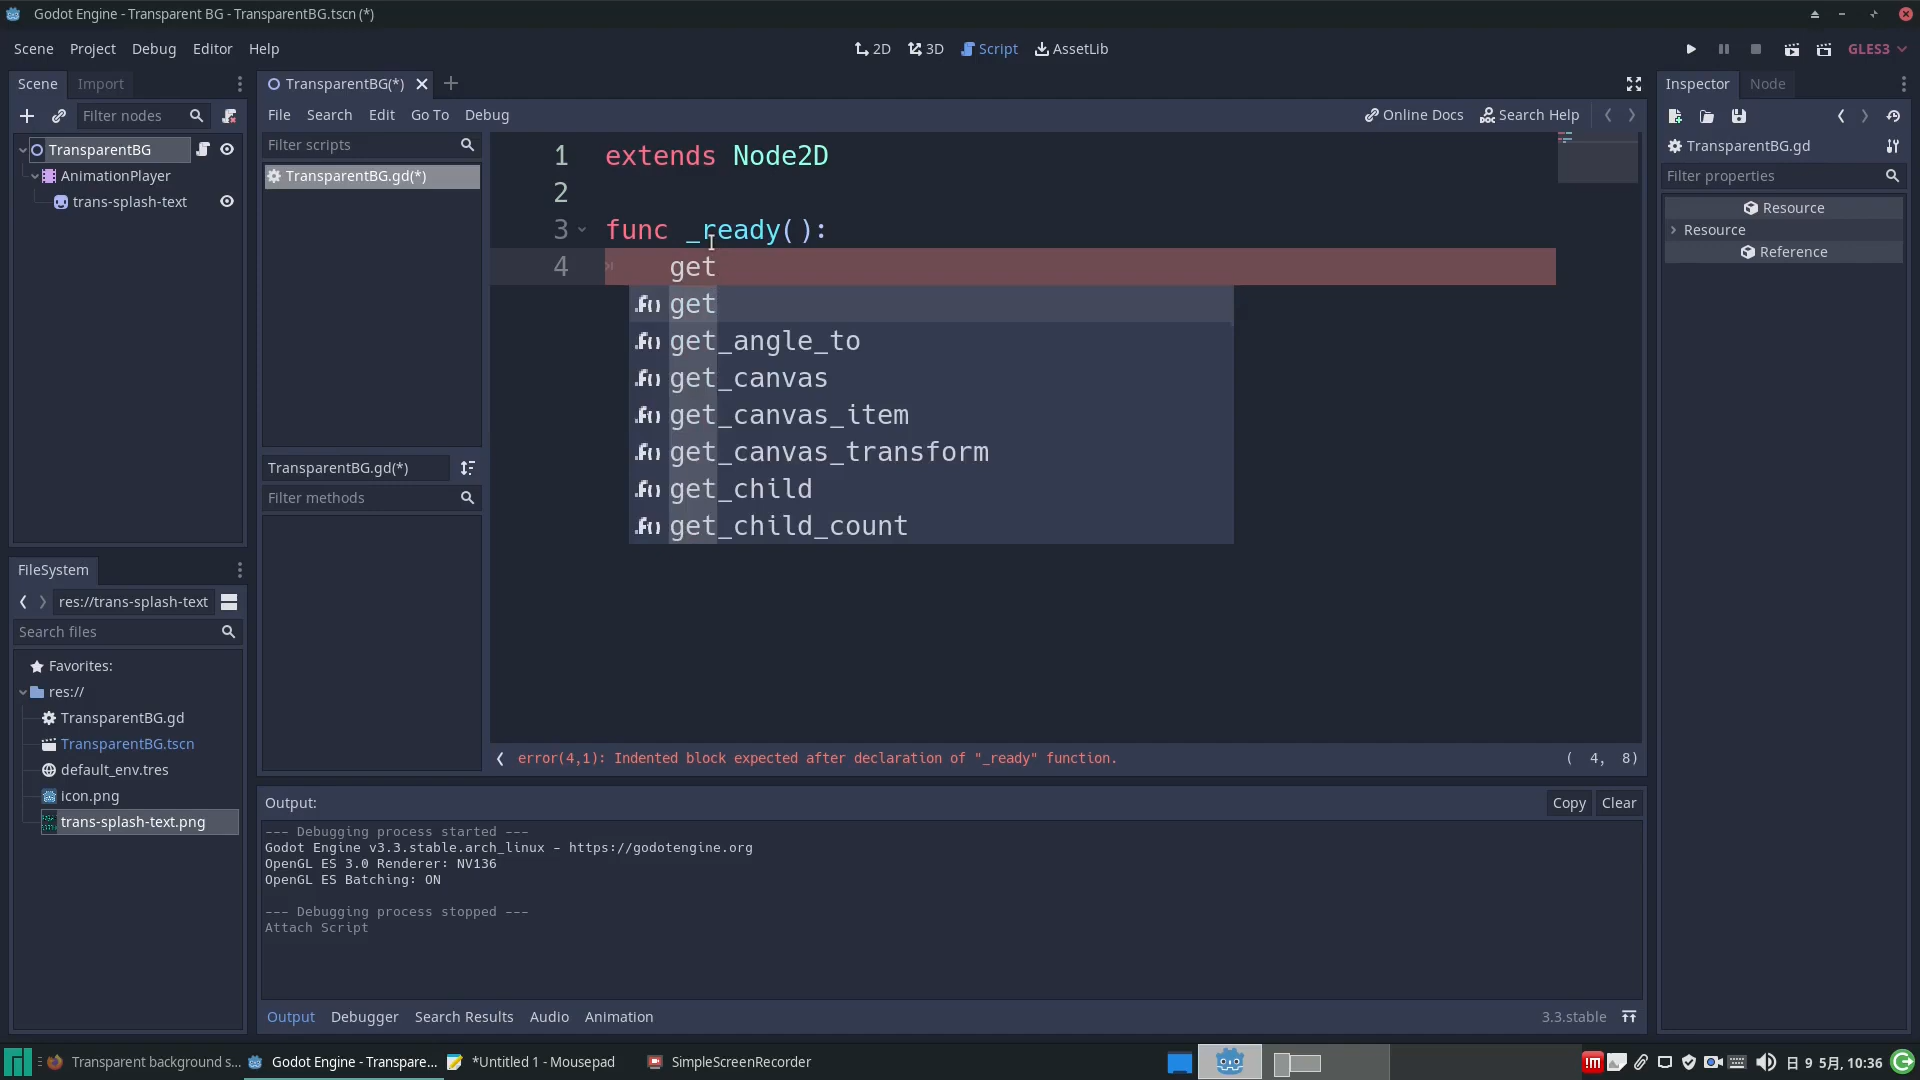 Godot Engine - Transparent BG - TransparentBG.tscn (*)
Scene Project Debug Editor Help
2D 3D Script AssetLib
GLES3
Scene Import
TransparentBG(*)
Inspector Node
Filter nodes
File Search Edit Go To Debug
Online Docs Search Help
TransparentBG
AnimationPlayer
trans-splash-text
Filter scripts
TransparentBG.gd(*)
TransparentBG.gd(*)
Filter methods
1 extends Node2D
2
3 func _ready():
4 get
.f() get
.f() get_angle_to
.f() get_canvas
.f() get_canvas_item
.f() get_canvas_transform
.f() get_child
.f() get_child_count
error(4,1): Indented block expected after declaration of "_ready" function.
( 4, 8)
TransparentBG.gd
Filter properties
Resource
Resource
Reference
FileSystem
res://trans-splash-text
Search files
Favorites:
res://
TransparentBG.gd
TransparentBG.tscn
default_env.tres
icon.png
trans-splash-text.png
Output:
Copy Clear
--- Debugging process started ---
Godot Engine v3.3.stable.arch_linux - https://godotengine.org
OpenGL ES 3.0 Renderer: NV136
OpenGL ES Batching: ON
--- Debugging process stopped ---
Attach Script
Output Debugger Search Results Audio Animation
3.3.stable
Transparent background s... Godot Engine - Transpare... *Untitled 1 - Mousepad SimpleScreenRecorder
日 9 5月, 10:36